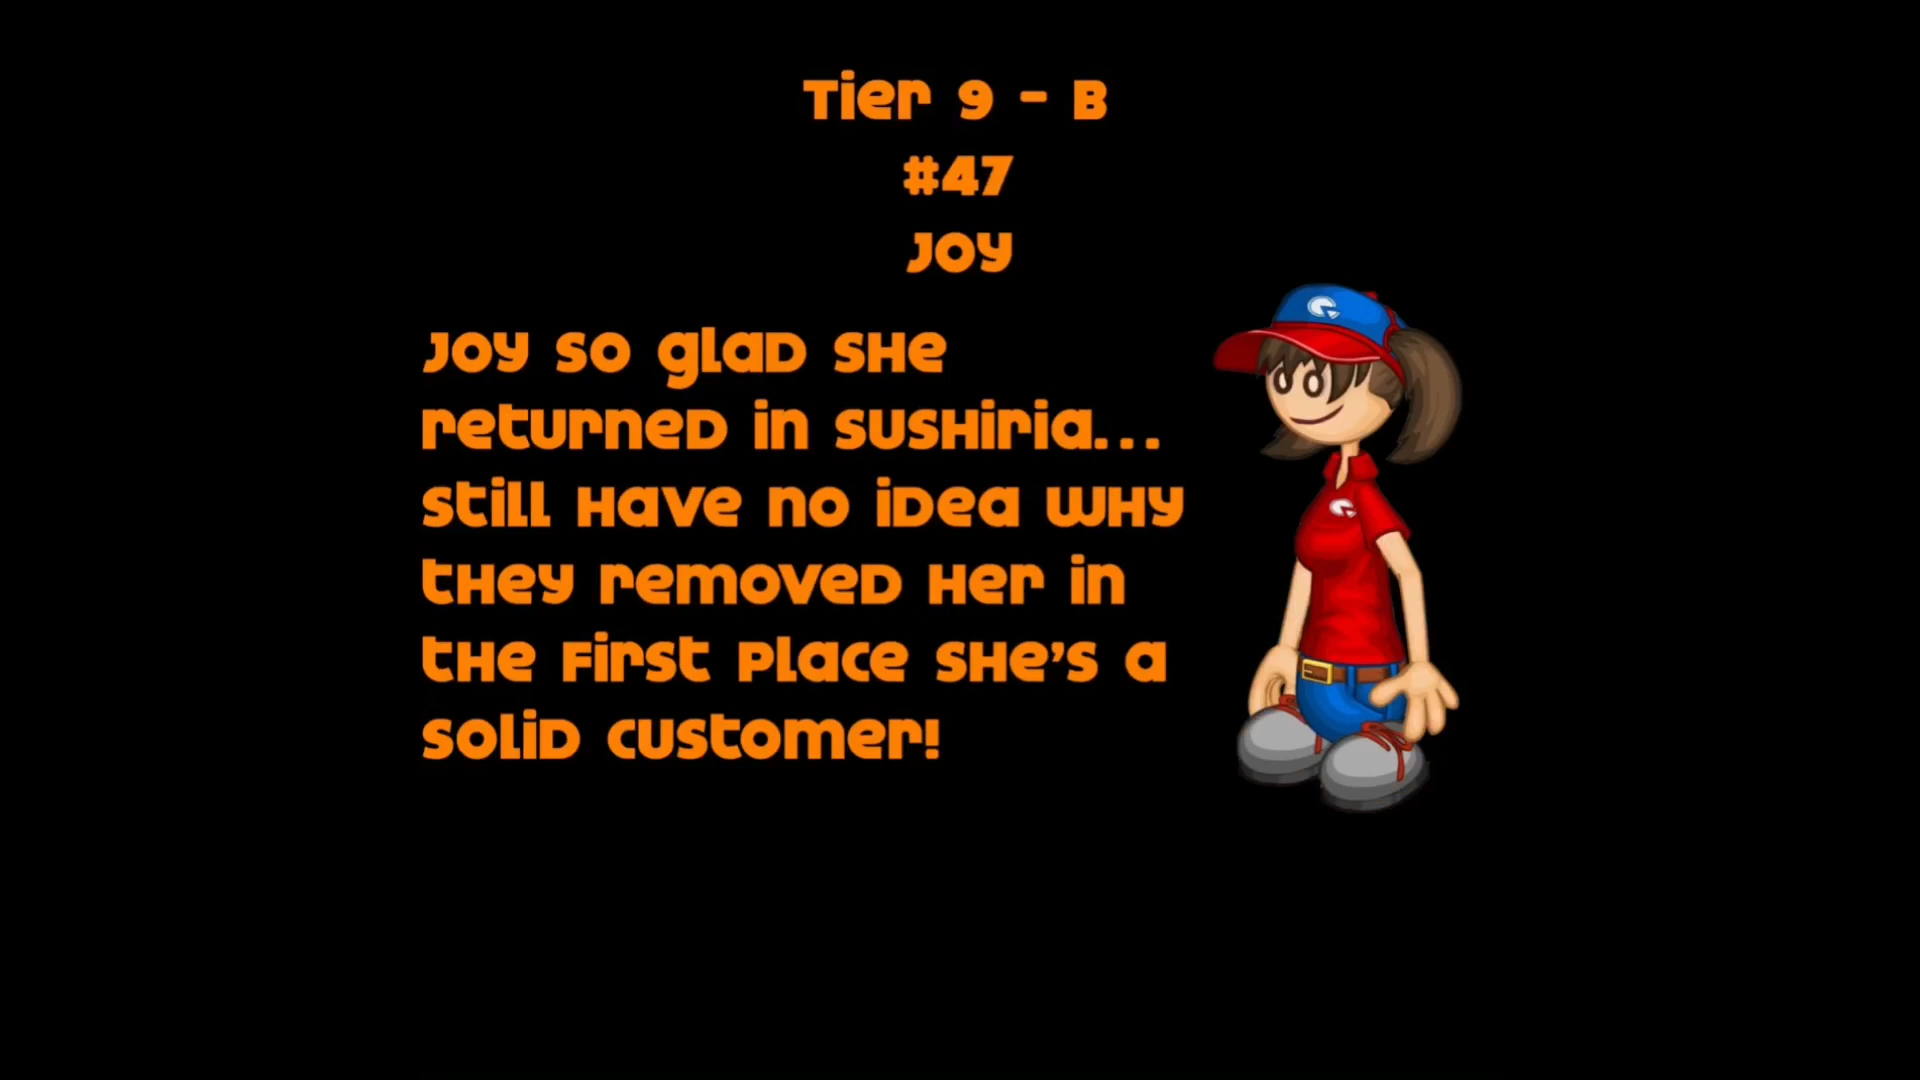 Tier 9 - B
#47
Joy
Joy so glad she
returned in sushiria...
still have no idea why
they removed her in
the first place she's a
solid customer!